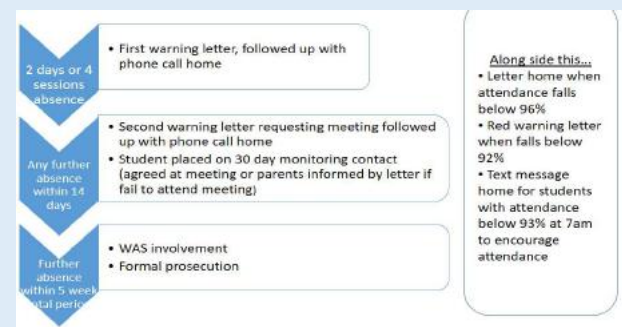 2 days or 4
sessions
absence
• First warning letter, followed up with
phone call home
Any further
absence
within 14
days
• Second warning letter requesting meeting followed
up with phone call home
• Student placed on 30 day monitoring contact
(agreed at meeting or parents informed by letter if
fail to attend meeting)
Further
absence
within 5 week
total period
• WAS involvement
• Formal prosecution
Along side this...
• Letter home when
attendance falls
below 96%
• Red warning letter
when falls below
92%
• Text message
home for students
with attendance
below 93% at 7am
to encourage
attendance